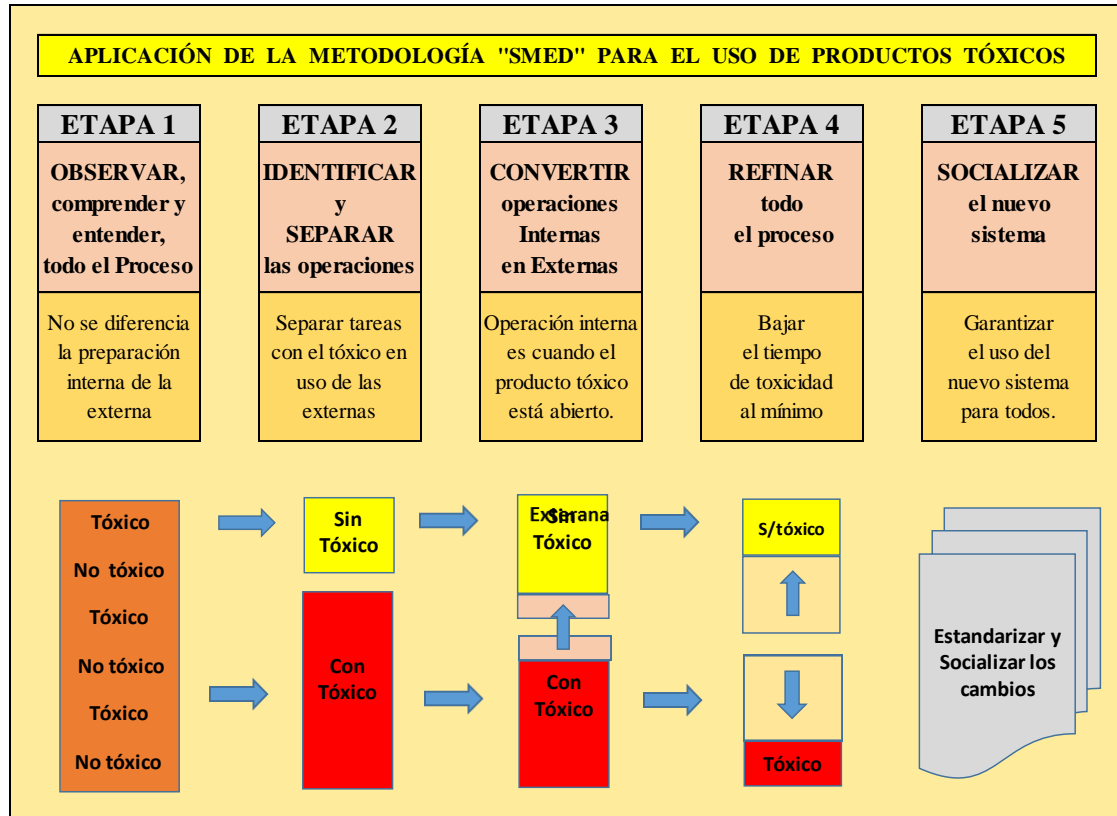 APLICACIÓN DE LA METODOLOGÍA "SMED" PARA EL USO DE PRODUCTOS TÓXICOS
ETAPA 1
OBSERVAR,
comprender y
entender,
todo el Proceso
No se diferencia
la preparación
interna de la
externa
ETAPA 2
IDENTIFICAR
y
SEPARAR
las operaciones
Separar tareas
con el tóxico en
uso de las
externas
ETAPA 3
CONVERTIR
operaciones
Internas
en Externas
Operación interna
es cuando el
producto tóxico
está abierto.
ETAPA 4
REFINAR
todo
el proceso
Bajar
el tiempo
de toxicidad
al mínimo
ETAPA 5
SOCIALIZAR
el nuevo
sistema
Garantizar
el uso del
nuevo sistema
para todos.
Tóxico
No tóxico
Tóxico
No tóxico
Tóxico
No tóxico
Sin
Tóxico
Con
Tóxico
Exterana
Sin
Tóxico
Con
Tóxico
S/tóxico
Tóxico
Estandarizar y
Socializar los
cambios